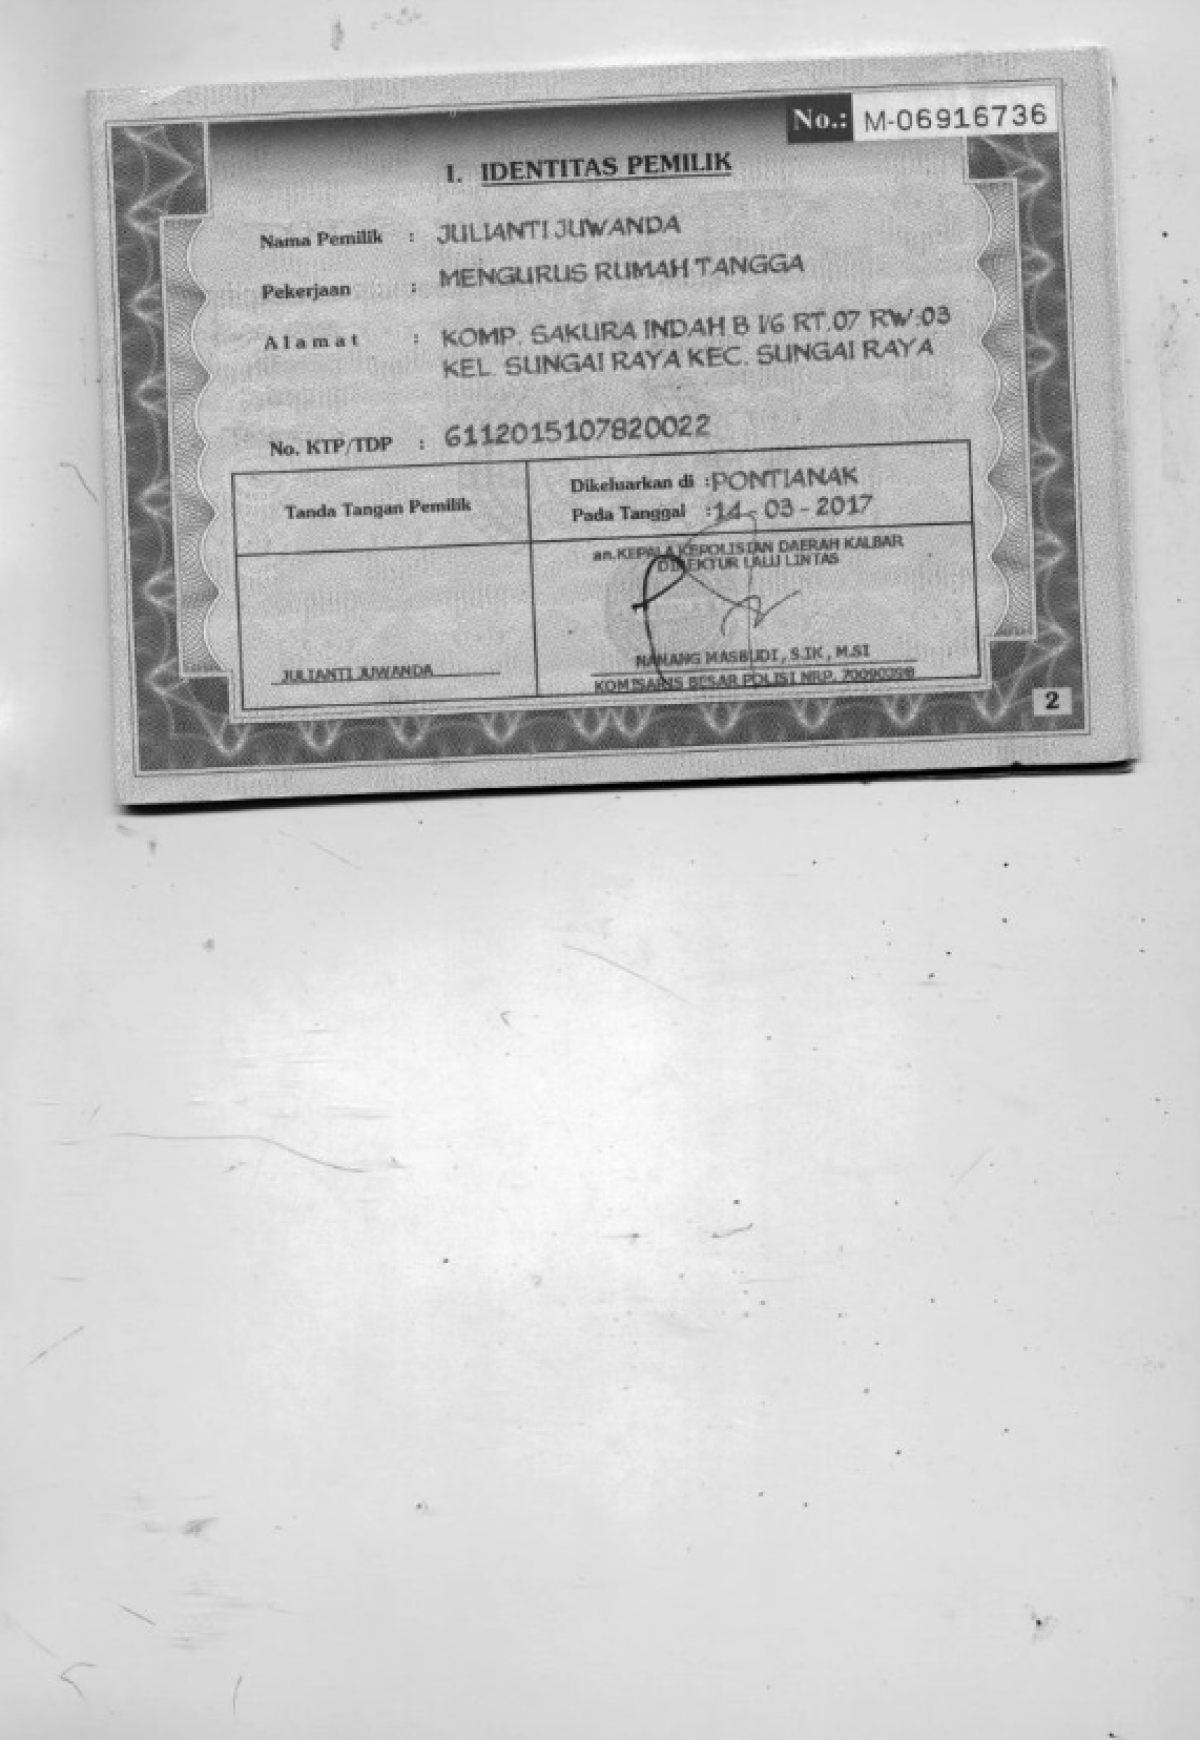 No.: M-06916736
I. IDENTITAS PEMILIK
Nama Pemilik : JULIANTI JUWANDA
Pekerjaan : MENGURUS RUMAH TANGGA
Alamat : KOMP. SAKURA INDAH B I/6 RT.07 RW.03
KEL. SUNGAI RAYA KEC. SUNGAI RAYA
No. KTP/TDP : 6112015107820022
Tanda Tangan Pemilik
Dikeluarkan di : PONTIANAK
Pada Tanggal : 14 - 03 - 2017
an.KEPALA KEPOLISIAN DAERAH KALBAR
DIREKTUR LALU LINTAS
JULIANTI JUWANDA
NANANG MASBUDI, S.IK, M.SI
KOMISARIS BESAR POLISI NRP.
2